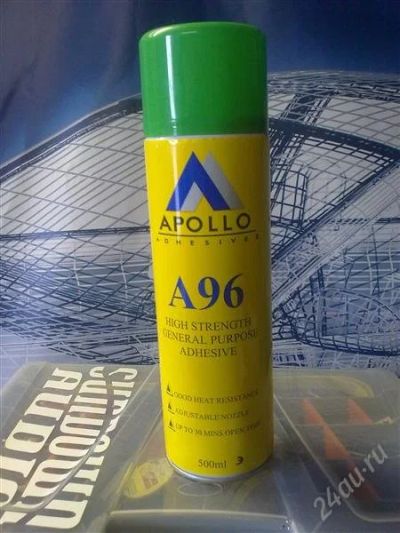 APOLLO
ADHESIVES
A96
HIGH STRENGTH
GENERAL PURPOSE
ADHESIVE
GOOD HEAT RESISTANCE
ADJUSTABLE NOZZLE
UP TO 30 MINS OPEN TIME
500ml
24au.ru